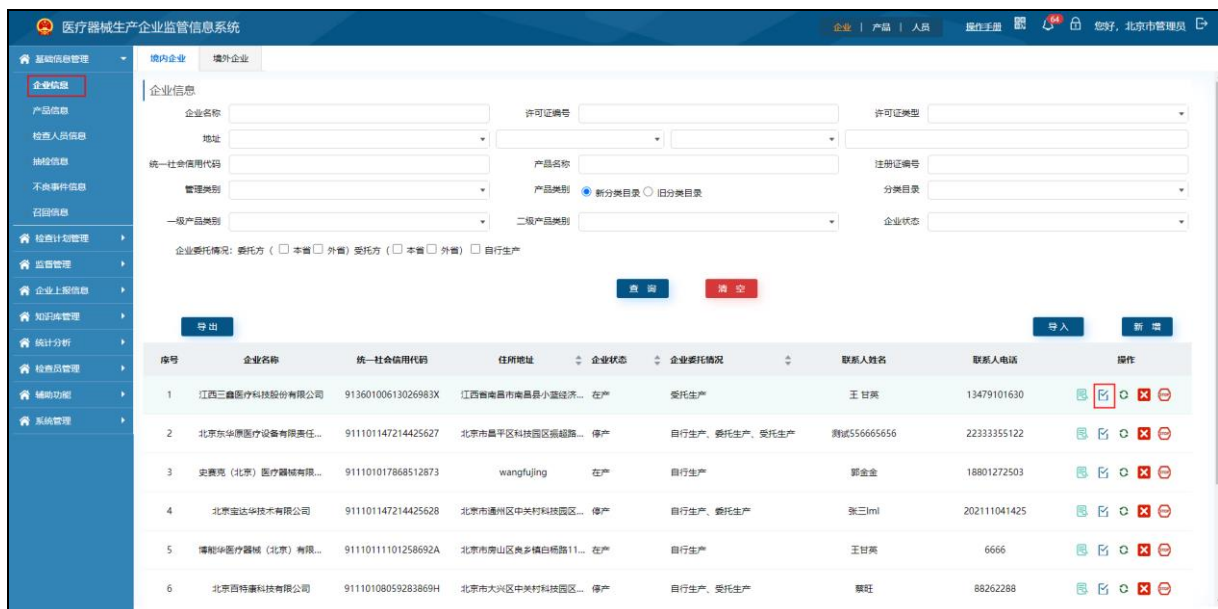 医疗器械生产企业监管信息系统
企业 | 产品 | 人员 操作手册 64 您好，北京市管理员
基础信息管理
企业信息
产品信息
检查人员信息
抽检信息
不良事件信息
召回信息
检查计划管理
监督管理
企业上报信息
知识库管理
统计分析
检查员管理
辅助功能
系统管理
境内企业 境外企业
企业信息
企业名称 许可证编号 许可证类型
地址
统一社会信用代码 产品名称 注册证编号
管理类别 产品类别 新分类目录 旧分类目录 分类目录
一级产品类别 二级产品类别 企业状态
企业委托情况：委托方（ 本省 外省）受托方（ 本省 外省） 自行生产
查 询 清 空
导出 导入 新 增
序号 企业名称 统一社会信用代码 住所地址 企业状态 企业委托情况 联系人姓名 联系人电话 操作
1 江西三鑫医疗科技股份有限公司 91360100613026983X 江西省南昌市南昌县小蓝经济... 在产 受托生产 王甘英 13479101630
2 北京东华原医疗设备有限责任... 911101147214425627 北京市昌平区科技园区振超路... 停产 自行生产、委托生产、受托生产 测试556665656 22333355122
3 史赛克（北京）医疗器械有限... 911101017868512873 wangfujing 在产 自行生产 郭金金 18801272503
4 北京宝达华技术有限公司 911101147214425628 北京市通州区中关村科技园区... 停产 自行生产、委托生产 张三lml 202111041425
5 博能华医疗器械（北京）有限... 91110111101258692A 北京市房山区良乡镇白杨路11... 在产 自行生产 王甘英 6666
6 北京百特康科技有限公司 91110108059283869H 北京市大兴区中关村科技园区... 停产 自行生产、受托生产 蔡旺 88262288